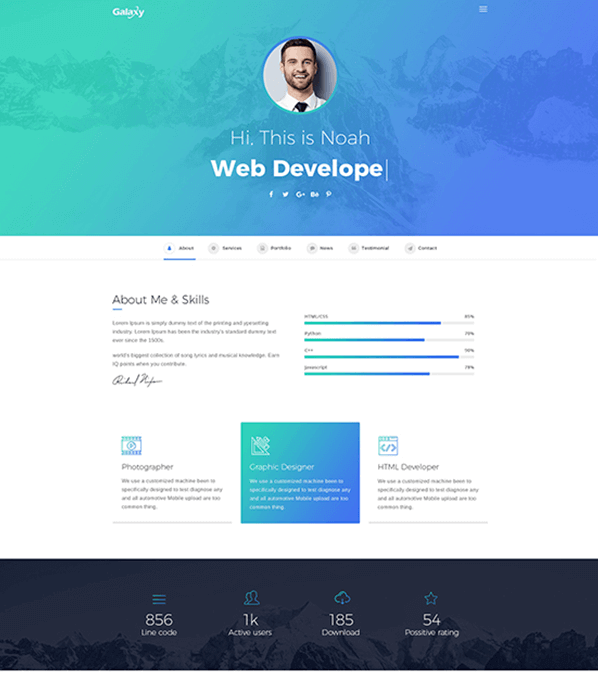 Galaxy
Hi, This is Noah
Web Develope
About Services Portfolio News Testimonial Contact
About Me & Skills
Lorem Ipsum is simply dummy text of the printing and ypesetting
industry. Lorem Ipsum has been the industry's standard dummy text
ever since the 1500s.
world's biggest collection of song lyrics and musical knowledge. Earn
IQ points when you contribute.
HTML/CSS 85%
Python 70%
C++ 90%
Javascript 78%
Photographer
We use a customized machine been to
specifically designed to test diagnose any
and all automotive Mobile upload are too
common thing.
Graphic Designer
We use a customized machine been to
specifically designed to test diagnose any
and all automotive Mobile upload are too
common thing.
HTML Developer
We use a customized machine been to
specifically designed to test diagnose any
and all automotive Mobile upload are too
common thing.
856
Line code
1k
Active users
185
Download
54
Possitive rating